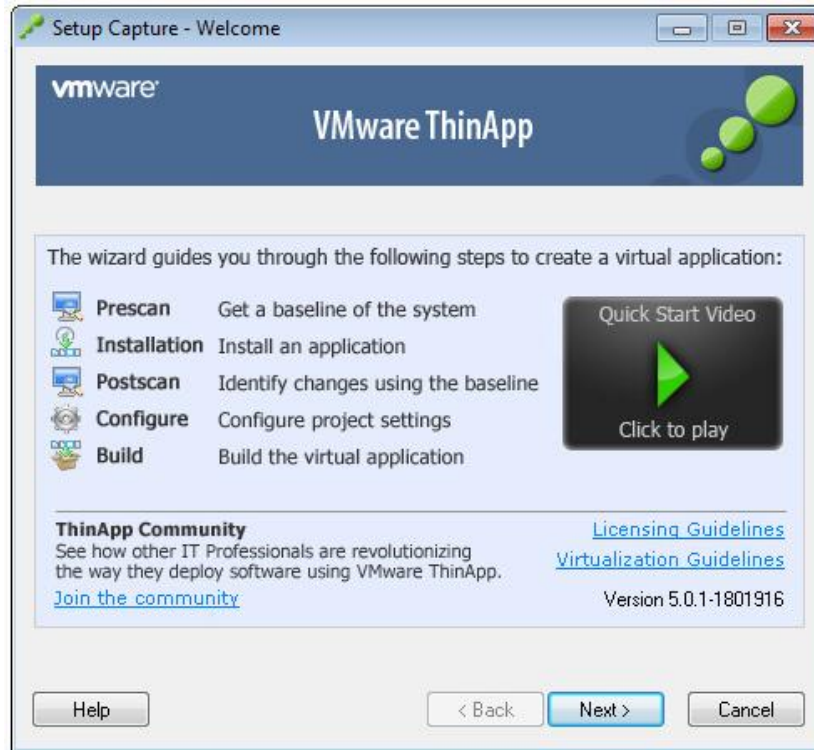 Setup Capture - Welcome
vmware
VMware ThinApp
The wizard guides you through the following steps to create a virtual application:
Prescan Get a baseline of the system
Installation Install an application
Postscan Identify changes using the baseline
Configure Configure project settings
Build Build the virtual application
Quick Start Video
Click to play
ThinApp Community
See how other IT Professionals are revolutionizing
the way they deploy software using VMware ThinApp.
Join the community
Licensing Guidelines
Virtualization Guidelines
Version 5.0.1-1801916
Help
< Back
Next >
Cancel